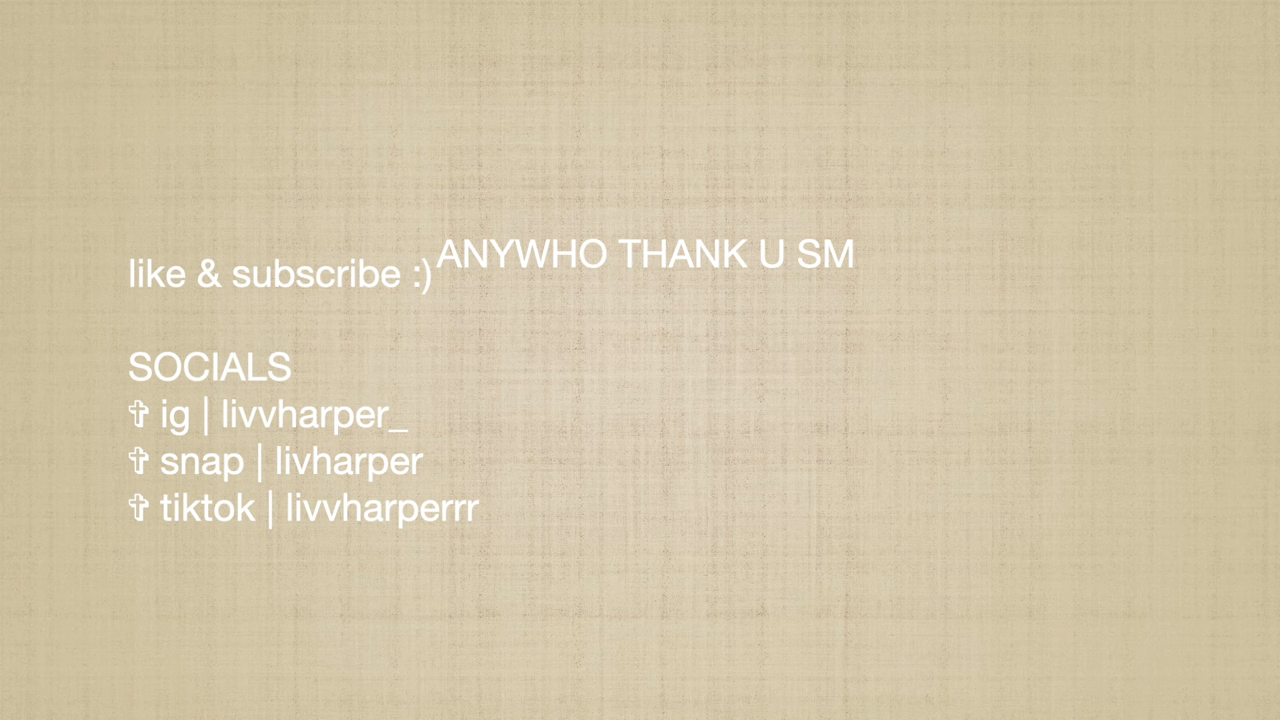 ANYWHO THANK U SM
like & subscribe :)
SOCIALS
✞ ig | livvharper_
✞ snap | livharper
✞ tiktok | livvharperrr